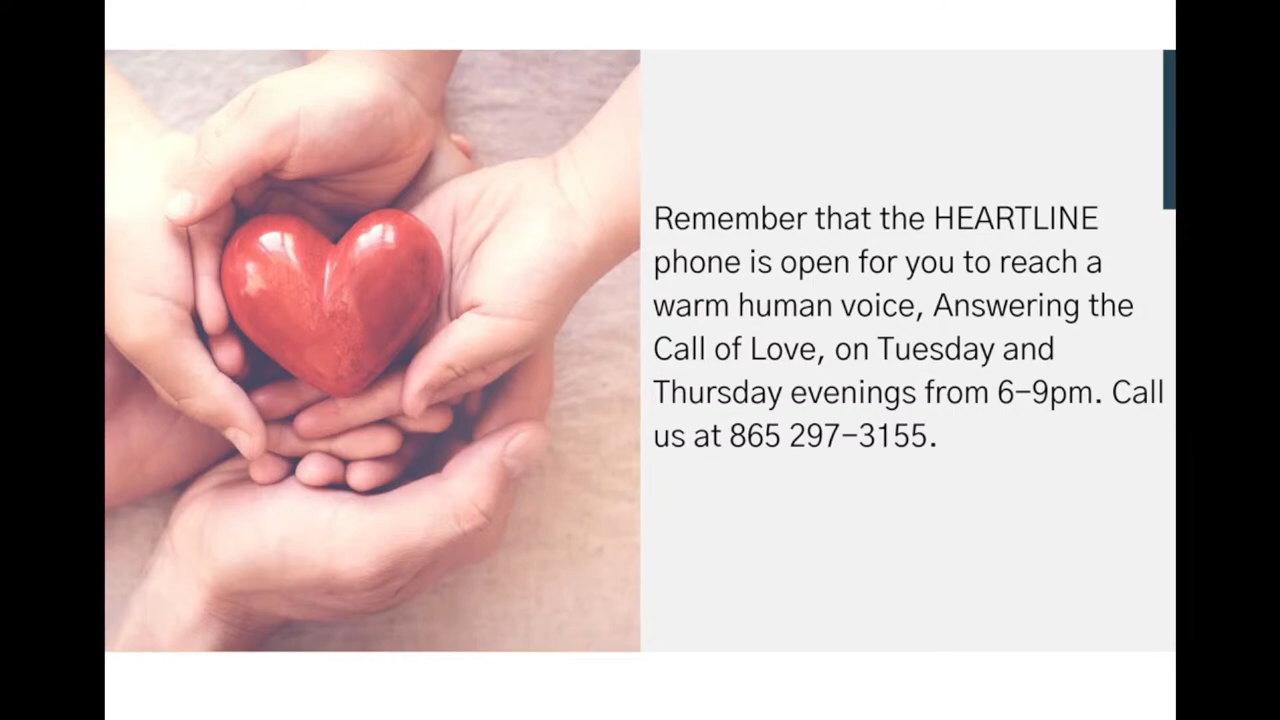 Remember that the HEARTLINE
phone is open for you to reach a
warm human voice, Answering the
Call of Love, on Tuesday and
Thursday evenings from 6-9pm. Call
us at 865 297-3155.